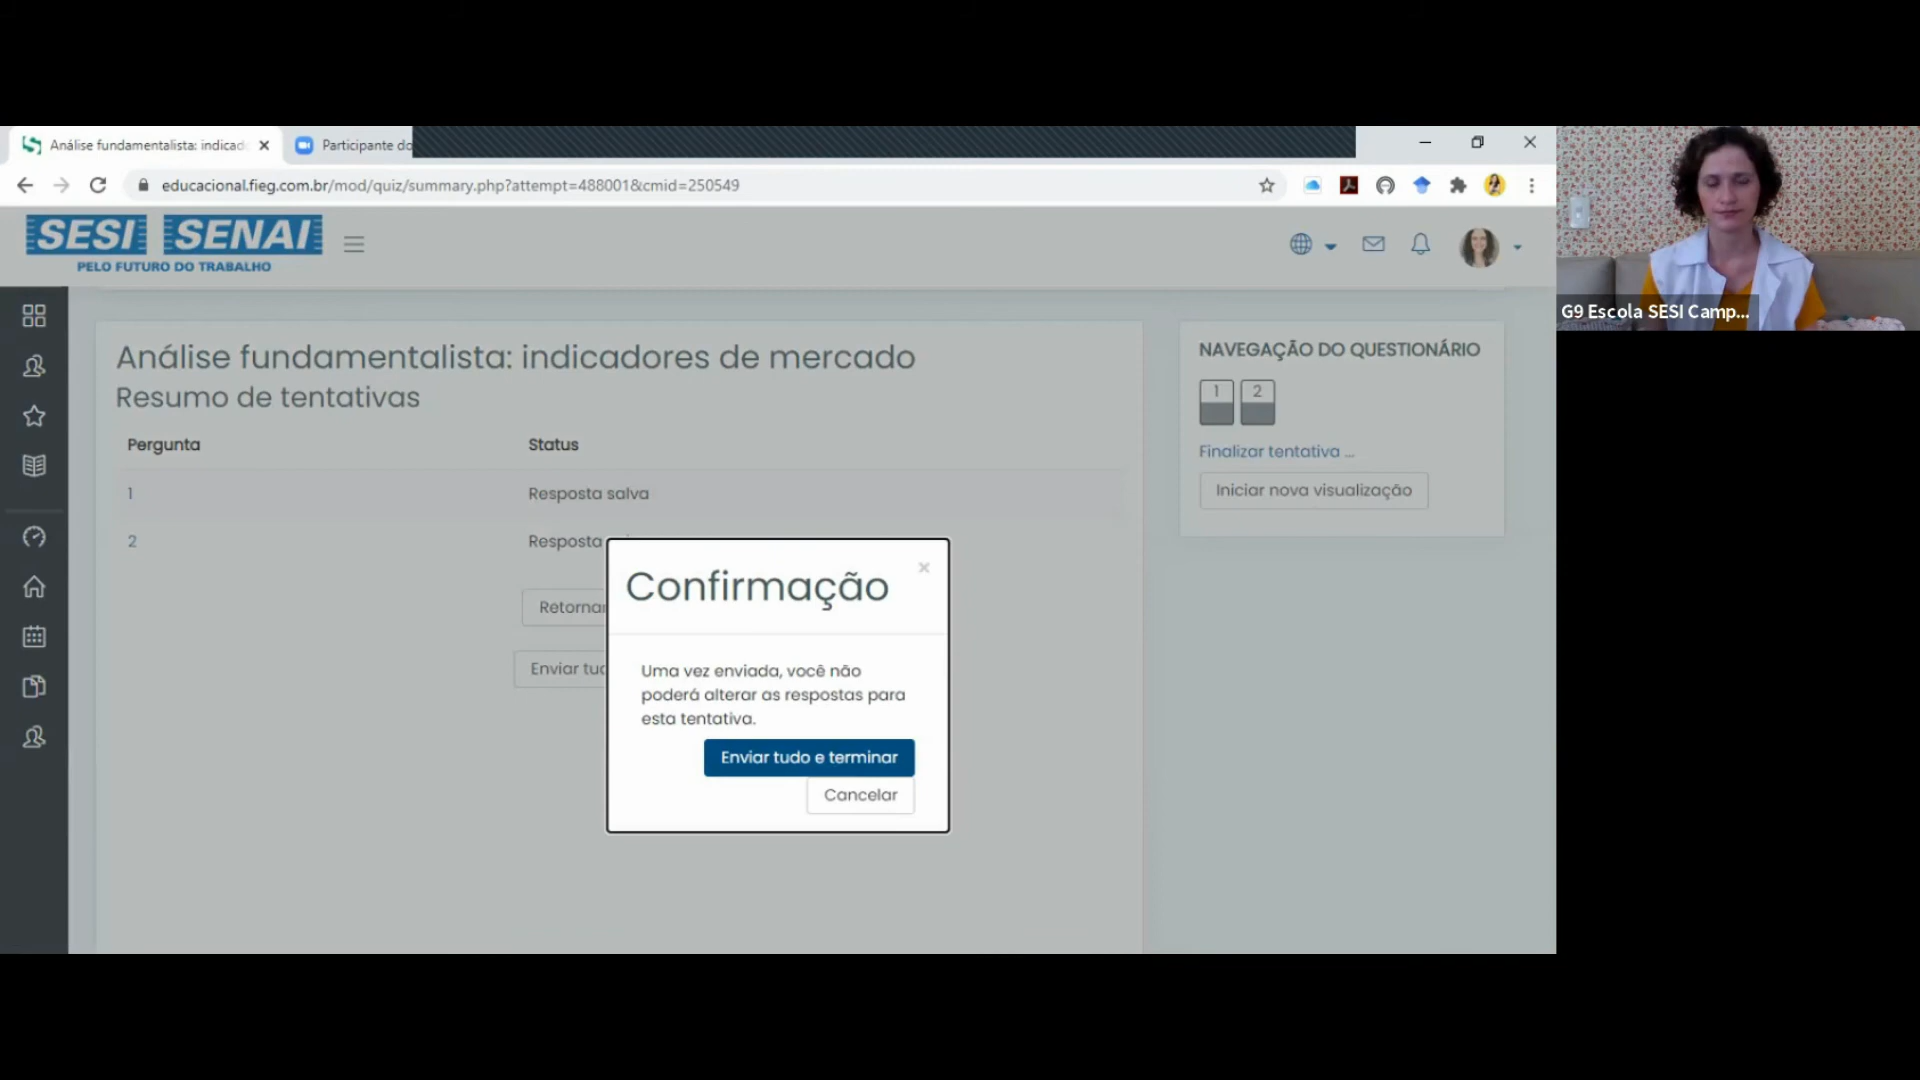 Análise fundamentalista: indicad
Participante do
educacional.fieg.com.br/mod/quiz/summary.php?attempt=488001&cmid=250549
SESI SENAI
PELO FUTURO DO TRABALHO
G9 Escola SESI Camp...
Análise fundamentalista: indicadores de mercado
Resumo de tentativas
Pergunta Status
1 Resposta salva
2 Resposta
Retornar
Enviar tud
NAVEGAÇÃO DO QUESTIONÁRIO
1 2
Finalizar tentativa ...
Iniciar nova visualização
Confirmação
×
Uma vez enviada, você não
poderá alterar as respostas para
esta tentativa.
Enviar tudo e terminar
Cancelar